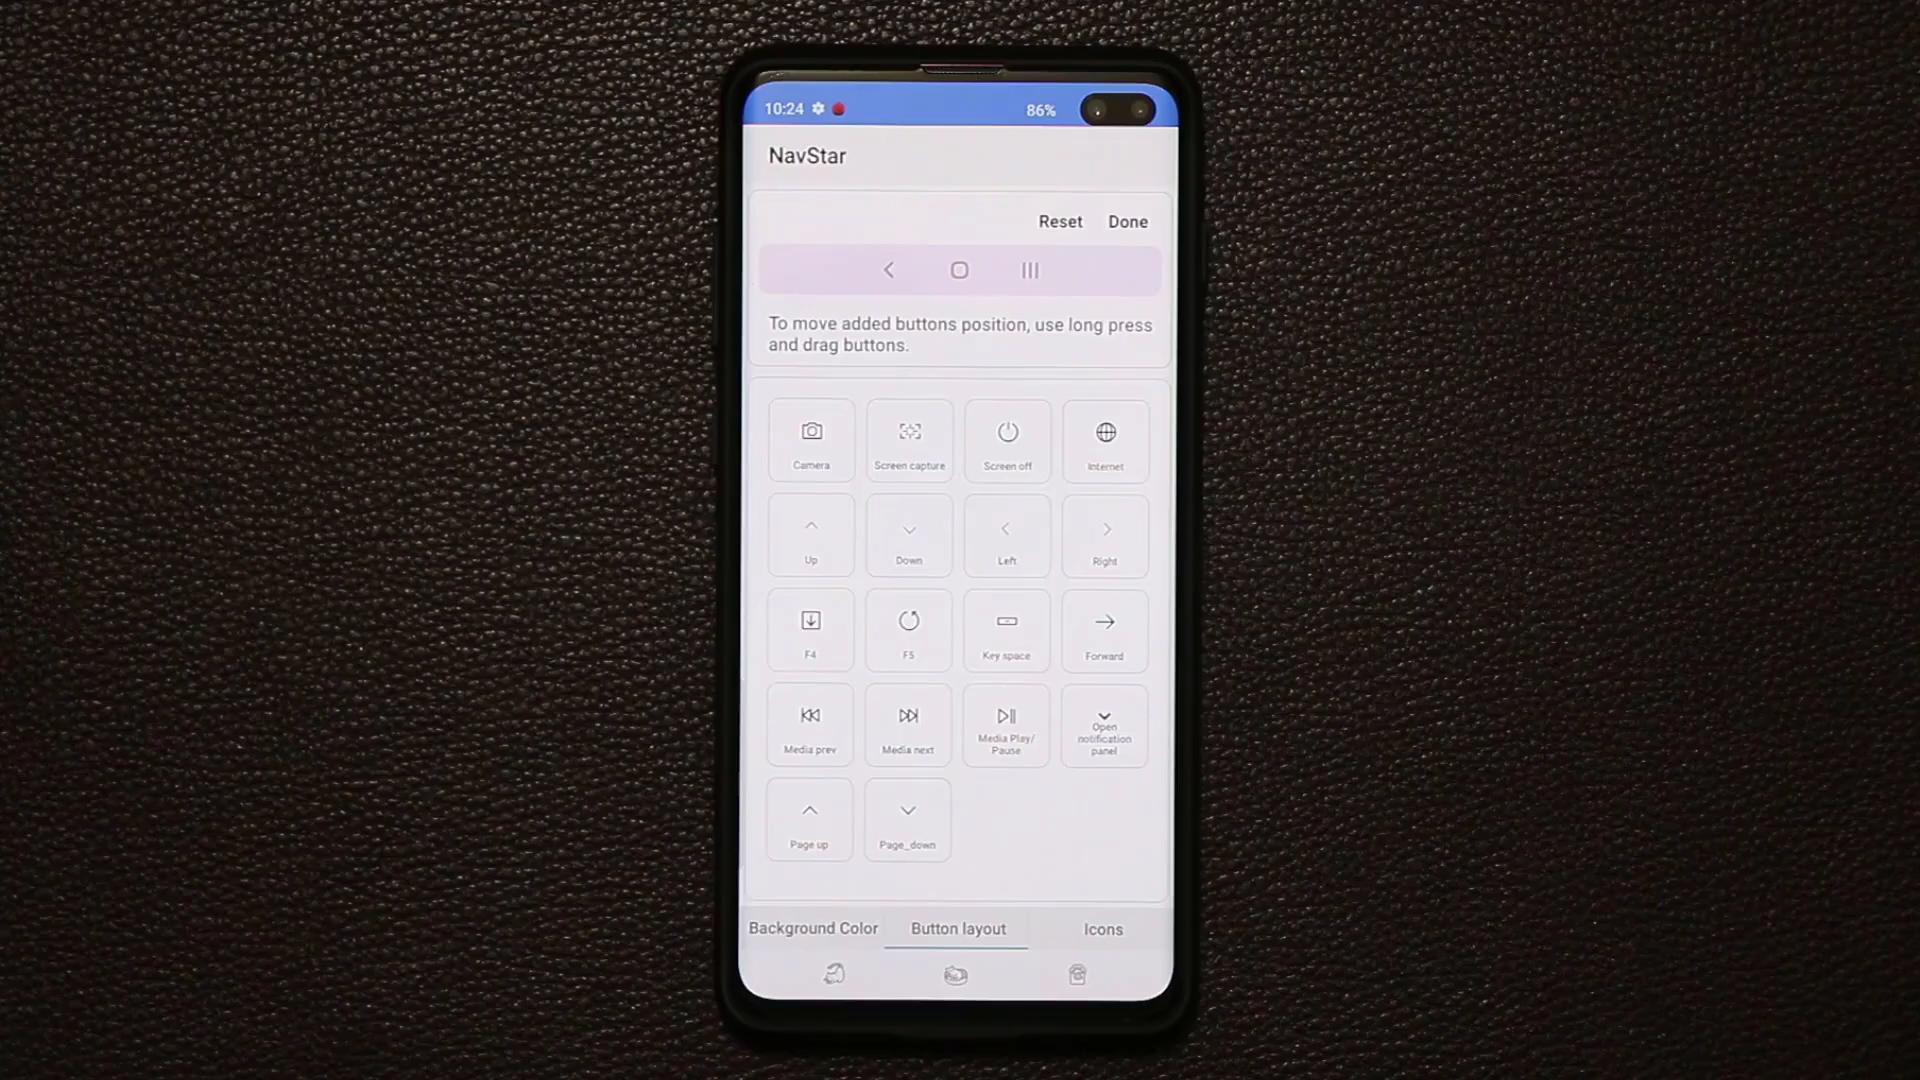 10:24
86%
NavStar
Reset Done
To move added buttons position, use long press
and drag buttons.
Camera Screen capture Screen off Internet
Up Down Left Right
F4 F5 Key space Forward
Media prev Media next Media Play/
Pause
Open
notification
panel
Page up Page_down
Background Color Button layout Icons